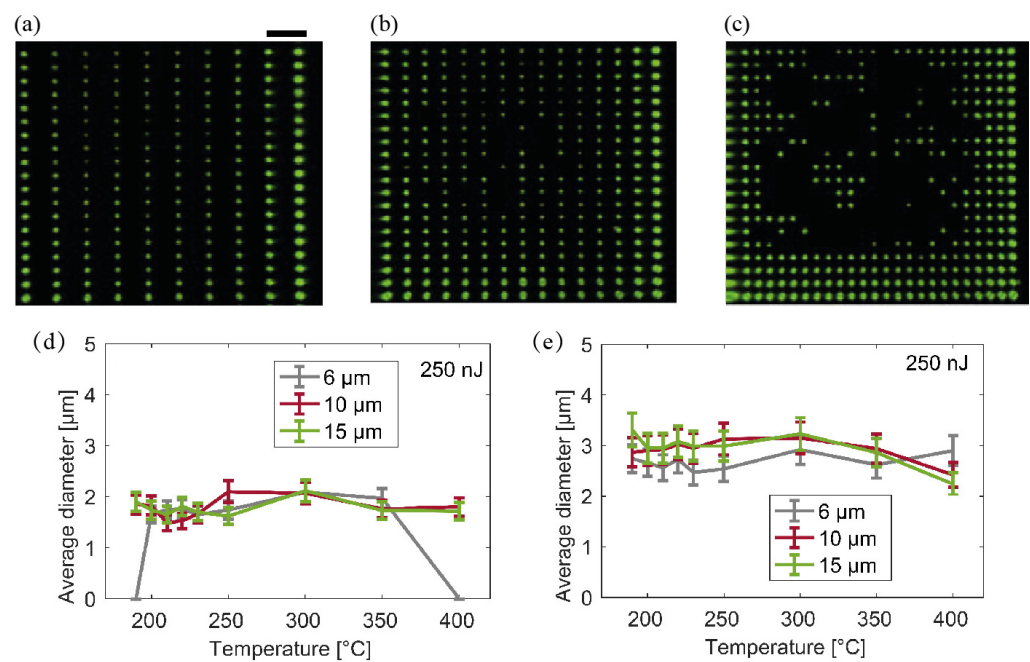 (a)
(b)
(c)
(d)
5
4
3
2
1
0
Average diameter [µm]
200
250
300
350
400
Temperature [°C]
250 nJ
6 µm
10 µm
15 µm
(e)
5
4
3
2
1
0
Average diameter [µm]
200
250
300
350
400
Temperature [°C]
250 nJ
6 µm
10 µm
15 µm